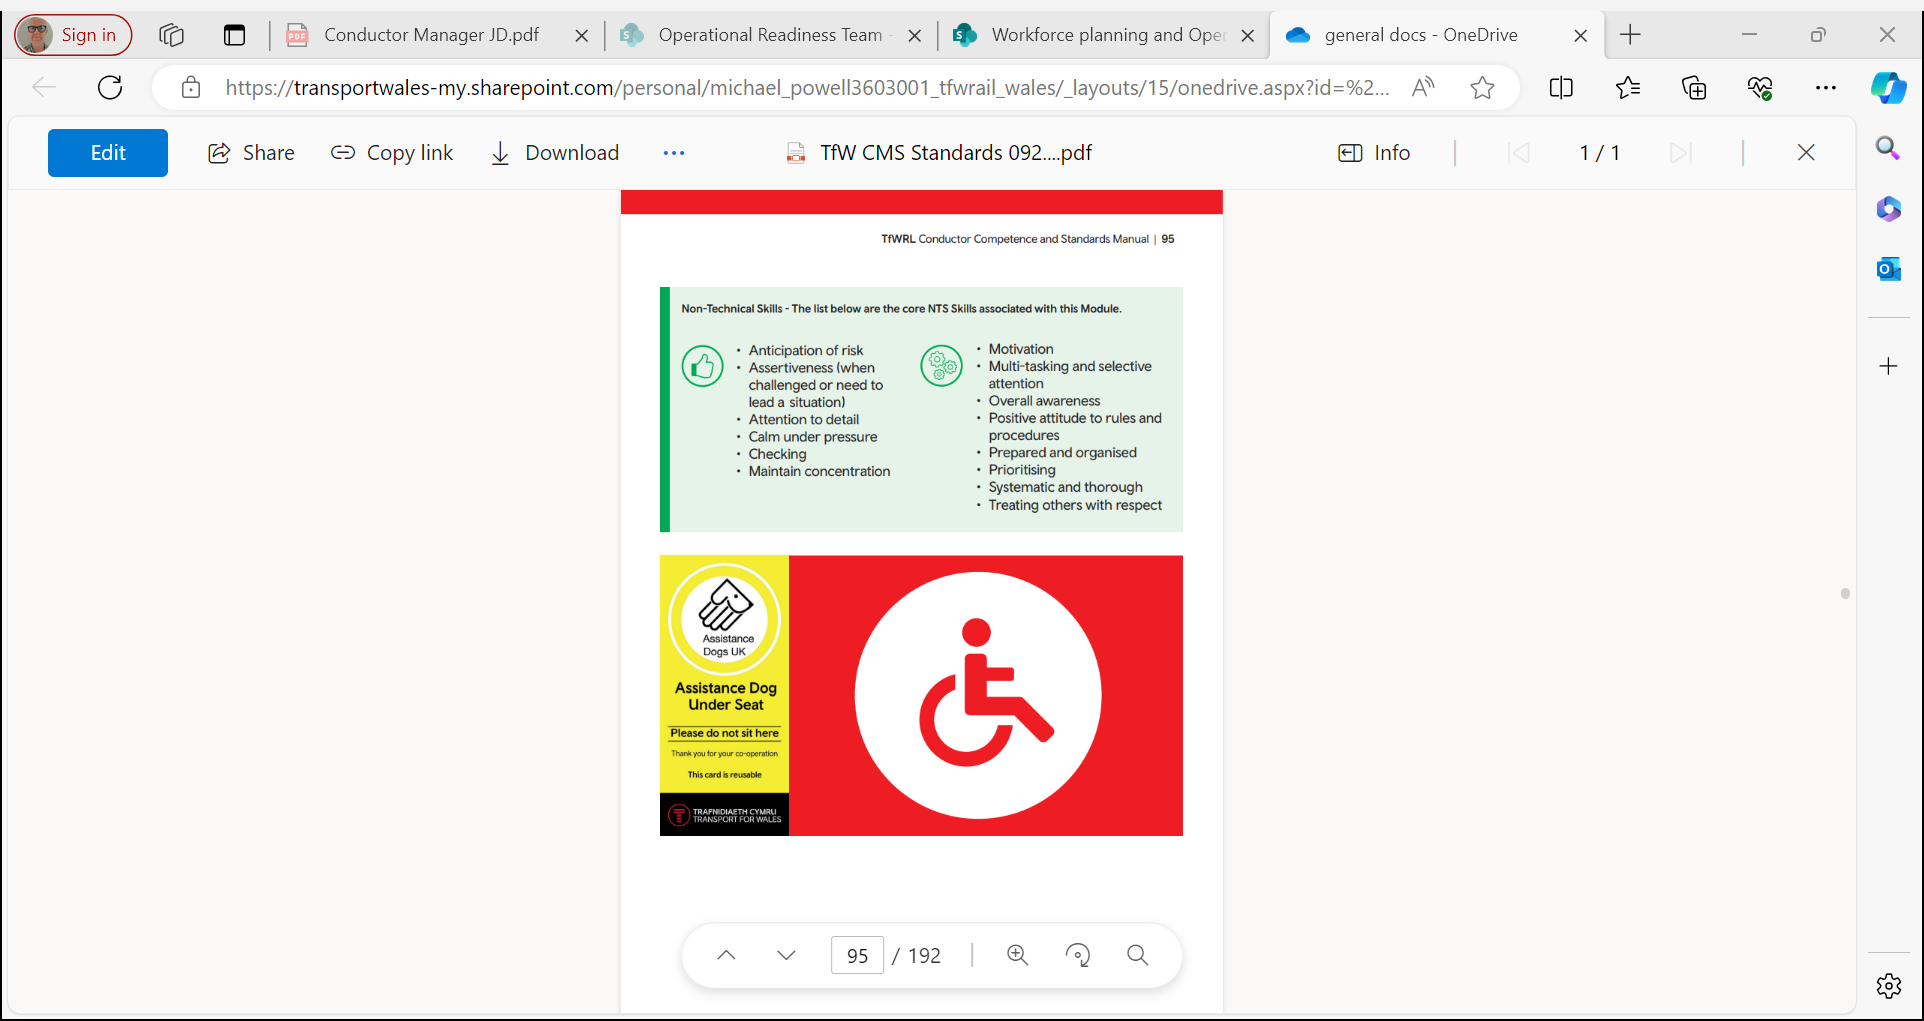 Sign in
Conductor Manager JD.pdf
Operational Readiness Team -
Workforce planning and Oper
general docs - OneDrive
https://transportwales-my.sharepoint.com/personal/michael_powell3603001_tfwrail_wales/_layouts/15/onedrive.aspx?id=%2...
Edit
Share
Copy link
Download
TfW CMS Standards 092....pdf
Info
1 / 1
TfWRL Conductor Competence and Standards Manual | 95
Non-Technical Skills - The list below are the core NTS Skills associated with this Module.
• Anticipation of risk
• Assertiveness (when
challenged or need to
lead a situation)
• Attention to detail
• Calm under pressure
• Checking
• Maintain concentration
• Motivation
• Multi-tasking and selective
attention
• Overall awareness
• Positive attitude to rules and
procedures
• Prepared and organised
• Prioritising
• Systematic and thorough
• Treating others with respect
Assistance
Dogs UK
Assistance Dog
Under Seat
Please do not sit here
Thank you for your co-operation
This card is reusable
TRAFNIDIAETH CYMRU
TRANSPORT FOR WALES
95 / 192